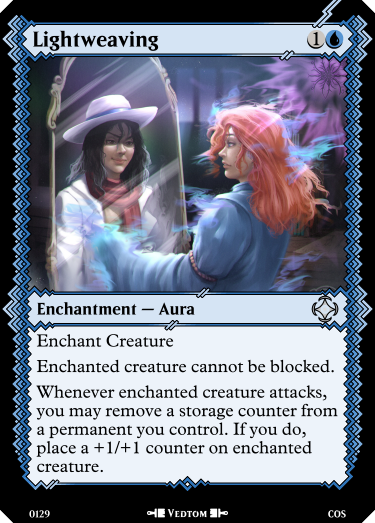 Lightweaving 1
Enchantment — Aura
Enchant Creature
Enchanted creature cannot be blocked.
Whenever enchanted creature attacks,
you may remove a storage counter from
a permanent you control. If you do,
place a +1/+1 counter on enchanted
creature.
0129 Vedtom COS